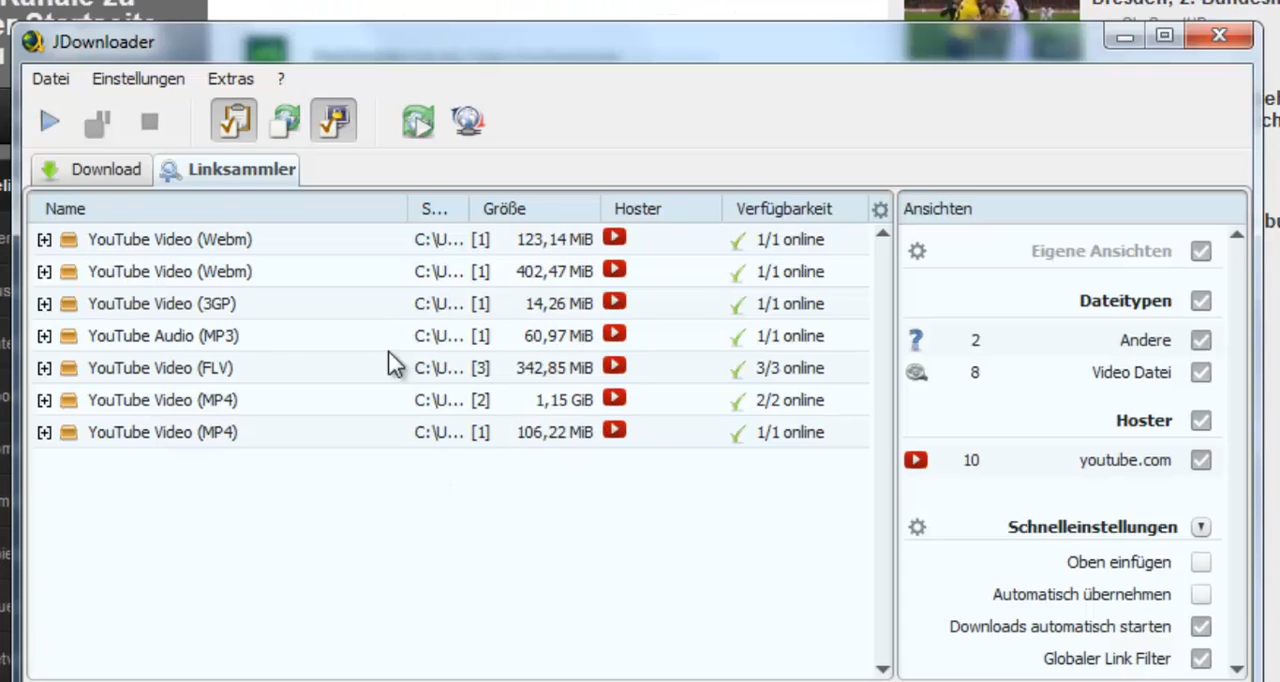 Kanäle zu
Dresden, 2. Bundesl
JDownloader
Datei Einstellungen Extras ?
Download Linksammler
Name S... Größe Hoster Verfügbarkeit Ansichten
[+] YouTube Video (Webm) C:\U... [1] 123,14 MiB 1/1 online
Eigene Ansichten
[+] YouTube Video (Webm) C:\U... [1] 402,47 MiB 1/1 online
[+] YouTube Video (3GP) C:\U... [1] 14,26 MiB 1/1 online
Dateitypen
[+] YouTube Audio (MP3) C:\U... [1] 60,97 MiB 1/1 online
2 Andere
[+] YouTube Video (FLV) C:\U... [3] 342,85 MiB 3/3 online
8 Video Datei
[+] YouTube Video (MP4) C:\U... [2] 1,15 GiB 2/2 online
Hoster
[+] YouTube Video (MP4) C:\U... [1] 106,22 MiB 1/1 online
10 youtube.com
Schnelleinstellungen
Oben einfügen
Automatisch übernehmen
Downloads automatisch starten
Globaler Link Filter